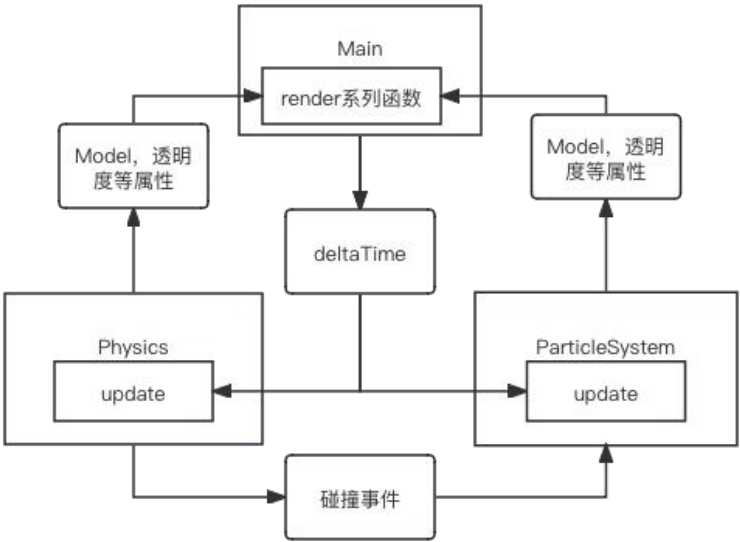 Main
render系列函数
Model，透明
度等属性
Model，透明
度等属性
deltaTime
Physics
update
ParticleSystem
update
碰撞事件